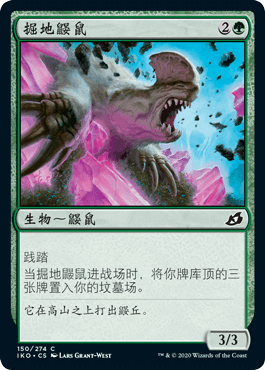 掘地鼹鼠 2
生物～鼹鼠
践踏
当掘地鼹鼠进战场时，将你牌库顶的三
张牌置入你的坟墓场。
它在高山之上打出鼹丘。
3/3
150/274 C
IKO • CS Lars Grant-West
™ & © 2020 Wizards of the Coast